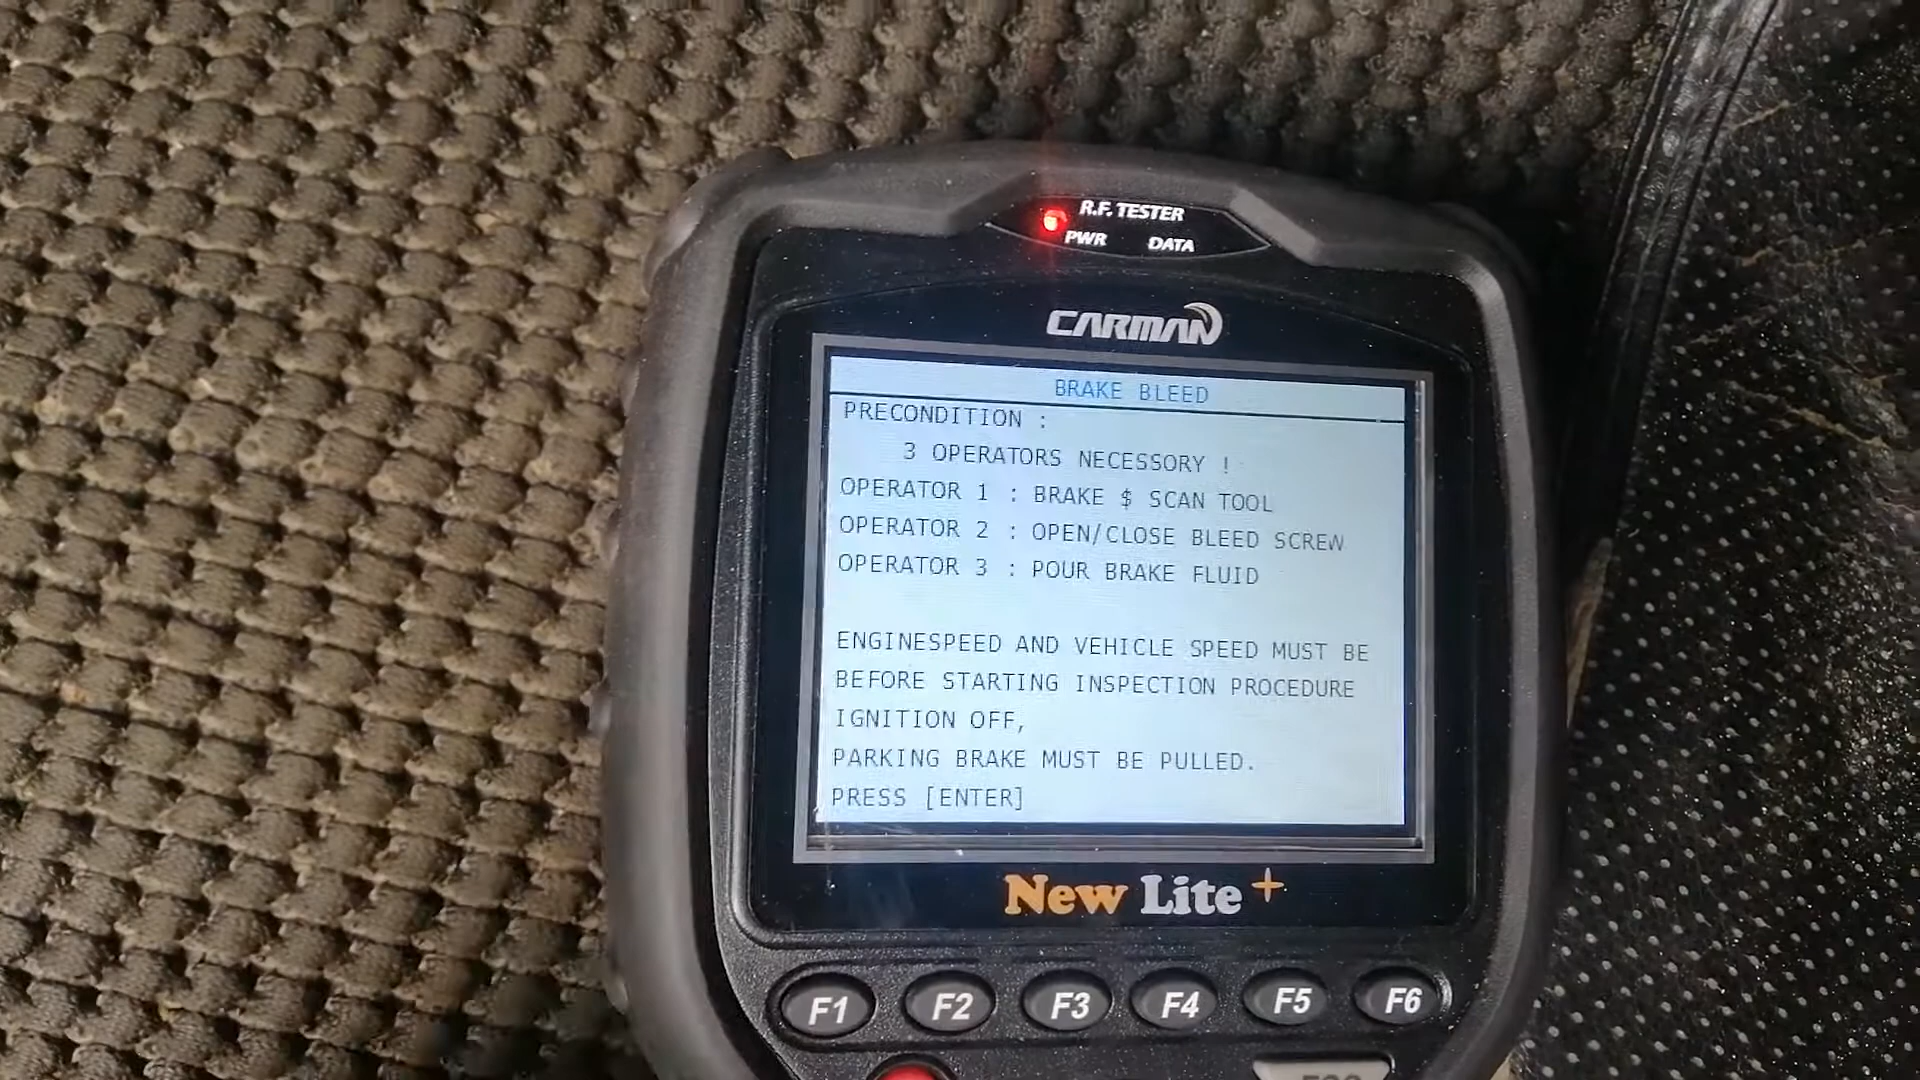 R.F. TESTER
PWR DATA
CARMAN
BRAKE BLEED
PRECONDITION :
3 OPERATORS NECESSORY !
OPERATOR 1 : BRAKE $ SCAN TOOL
OPERATOR 2 : OPEN/CLOSE BLEED SCREW
OPERATOR 3 : POUR BRAKE FLUID
ENGINESPEED AND VEHICLE SPEED MUST BE
BEFORE STARTING INSPECTION PROCEDURE
IGNITION OFF,
PARKING BRAKE MUST BE PULLED.
PRESS [ENTER]
New Lite+
F1 F2 F3 F4 F5 F6